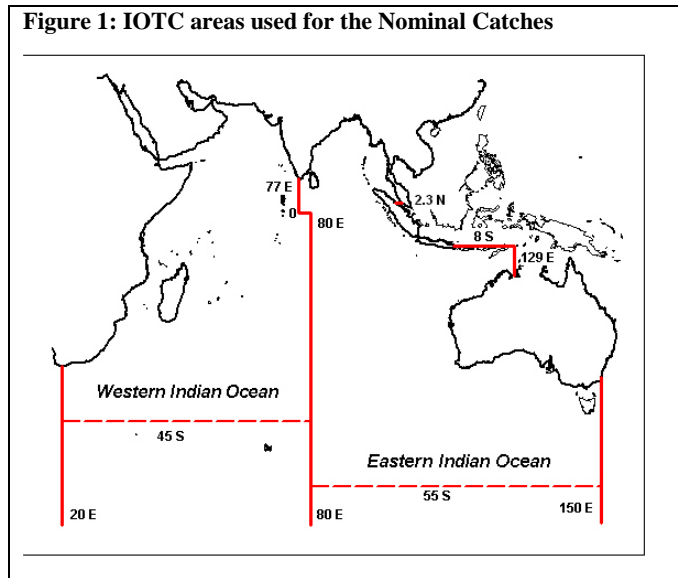 Figure 1: IOTC areas used for the Nominal Catches
77 E
0
80 E
2.3 N
8 S
129 E
Western Indian Ocean
45 S
Eastern Indian Ocean
55 S
20 E
80 E
150 E